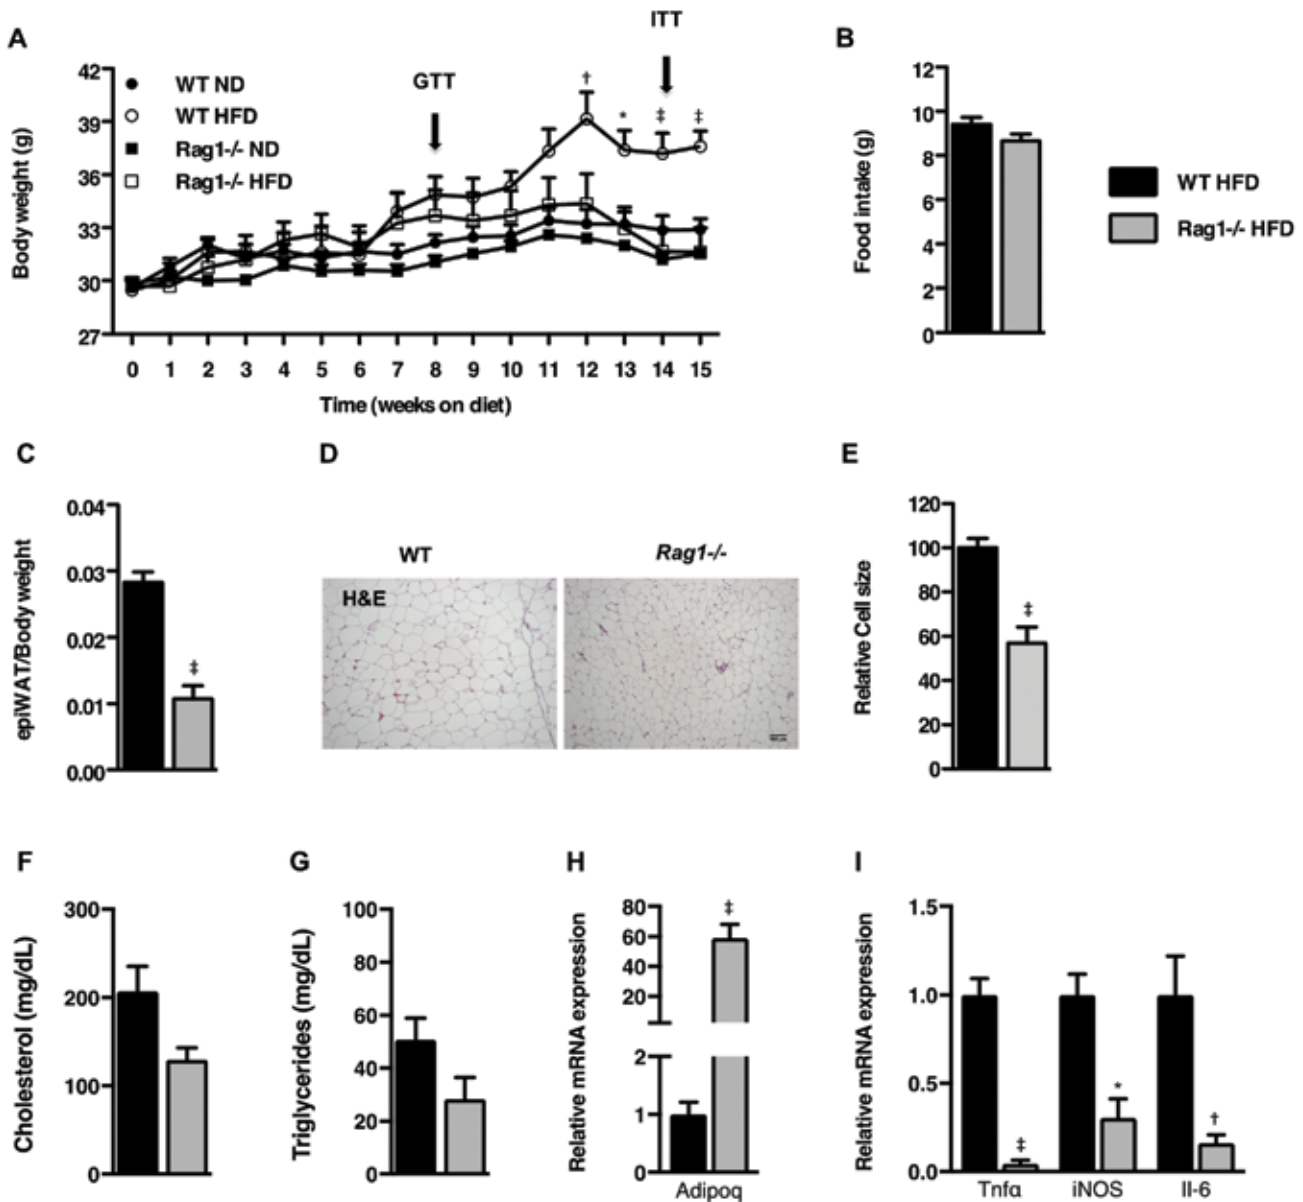 A
ITT
B
42
39
36
33
30
27
Body weight (g)
WT ND
WT HFD
Rag1-/- ND
Rag1-/- HFD
GTT
†
*
‡
‡
0 1 2 3 4 5 6 7 8 9 10 11 12 13 14 15
Time (weeks on diet)
12
10
8
6
4
2
0
Food intake (g)
WT HFD
Rag1-/- HFD
C
D
E
0.04
0.03
0.02
0.01
0.00
epiWAT/Body weight
‡
WT
Rag1-/-
H&E
120
100
80
60
40
20
0
Relative Cell size
‡
F
G
H
I
300
200
100
0
Cholesterol (mg/dL)
100
80
60
40
20
0
Triglycerides (mg/dL)
80
60
40
20
2
1
0
Relative mRNA expression
‡
Adipoq
1.5
1.0
0.5
0.0
Relative mRNA expression
‡
*
†
Tnfα iNOS Il-6